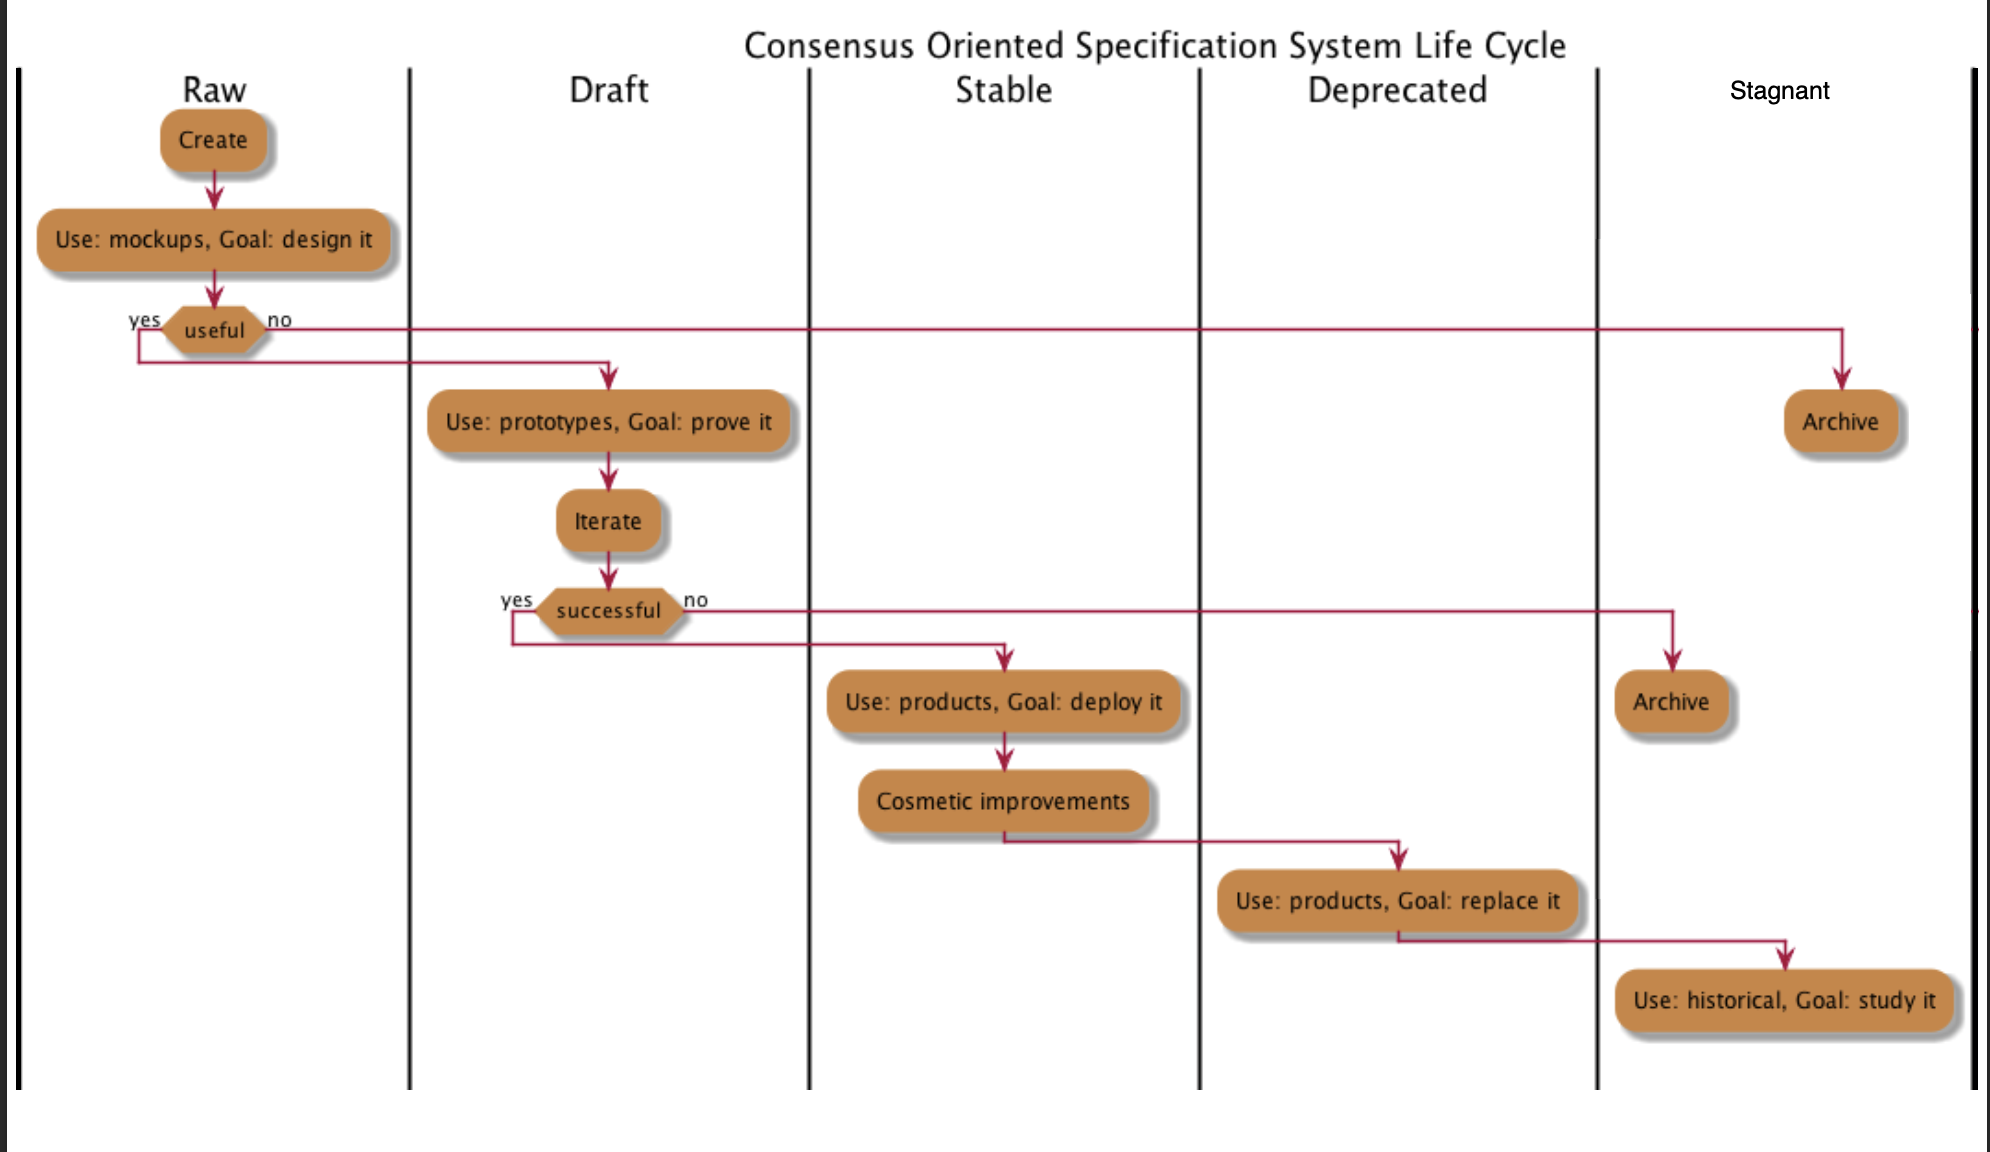 Consensus Oriented Specification System Life Cycle
Raw
Draft
Stable
Deprecated
Stagnant
Create
Use: mockups, Goal: design it
yes
useful
no
Use: prototypes, Goal: prove it
Archive
Iterate
yes
successful
no
Use: products, Goal: deploy it
Archive
Cosmetic improvements
Use: products, Goal: replace it
Use: historical, Goal: study it